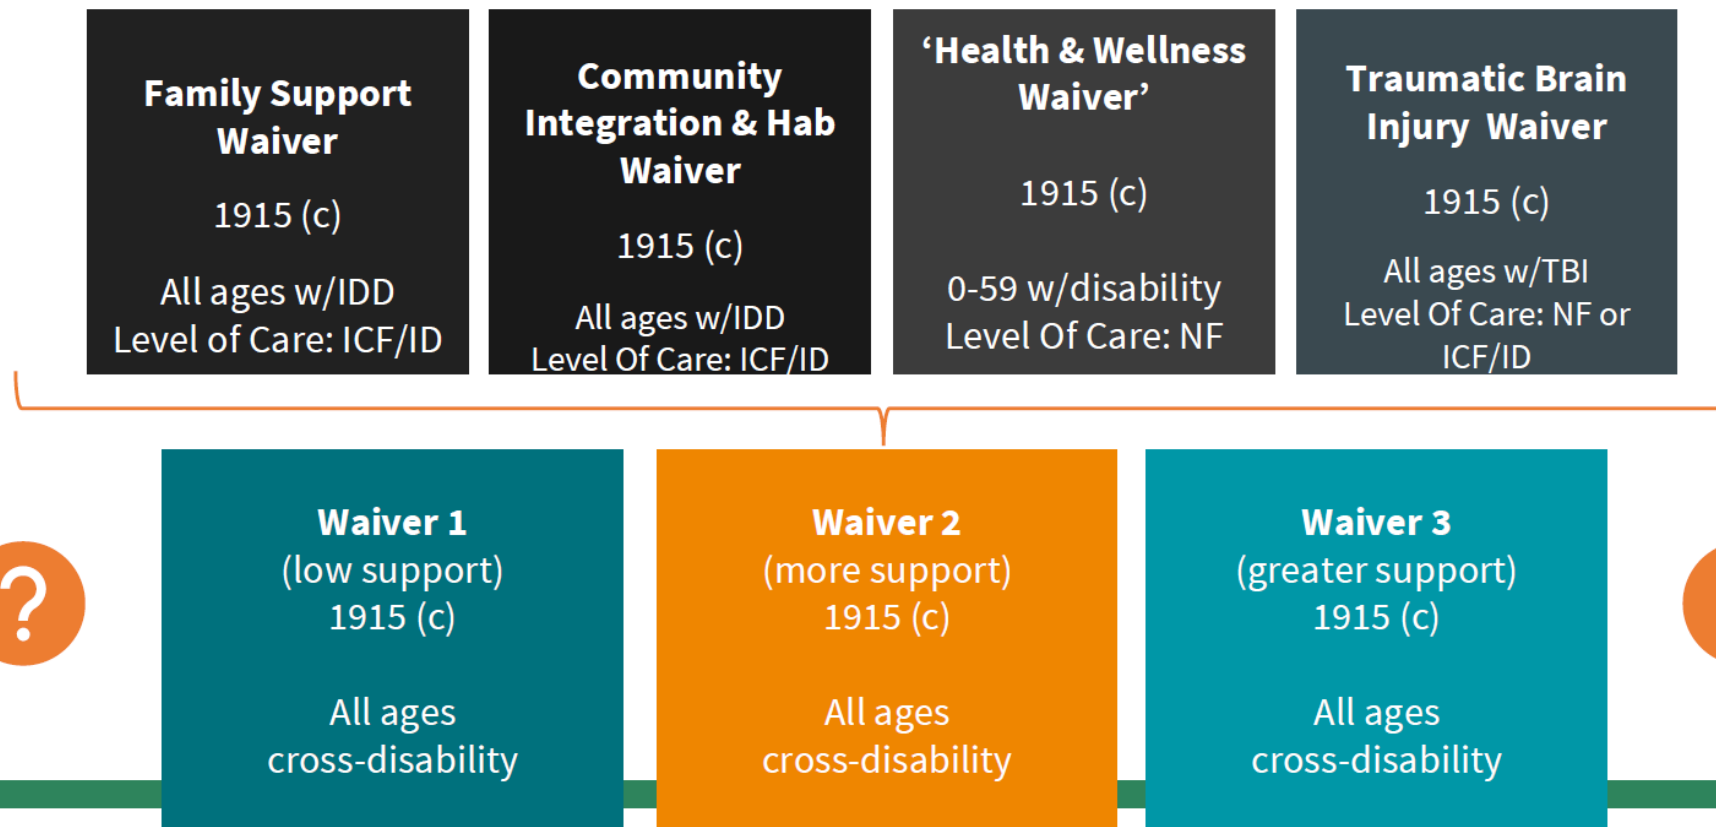 Family Support
Waiver
1915 (c)
All ages w/IDD
Level of Care: ICF/ID
Community
Integration & Hab
Waiver
1915 (c)
All ages w/IDD
Level Of Care: ICF/ID
‘Health & Wellness
Waiver’
1915 (c)
0-59 w/disability
Level Of Care: NF
Traumatic Brain
Injury Waiver
1915 (c)
All ages w/TBI
Level Of Care: NF or
ICF/ID
?
Waiver 1
(low support)
1915 (c)
All ages
cross-disability
Waiver 2
(more support)
1915 (c)
All ages
cross-disability
Waiver 3
(greater support)
1915 (c)
All ages
cross-disability